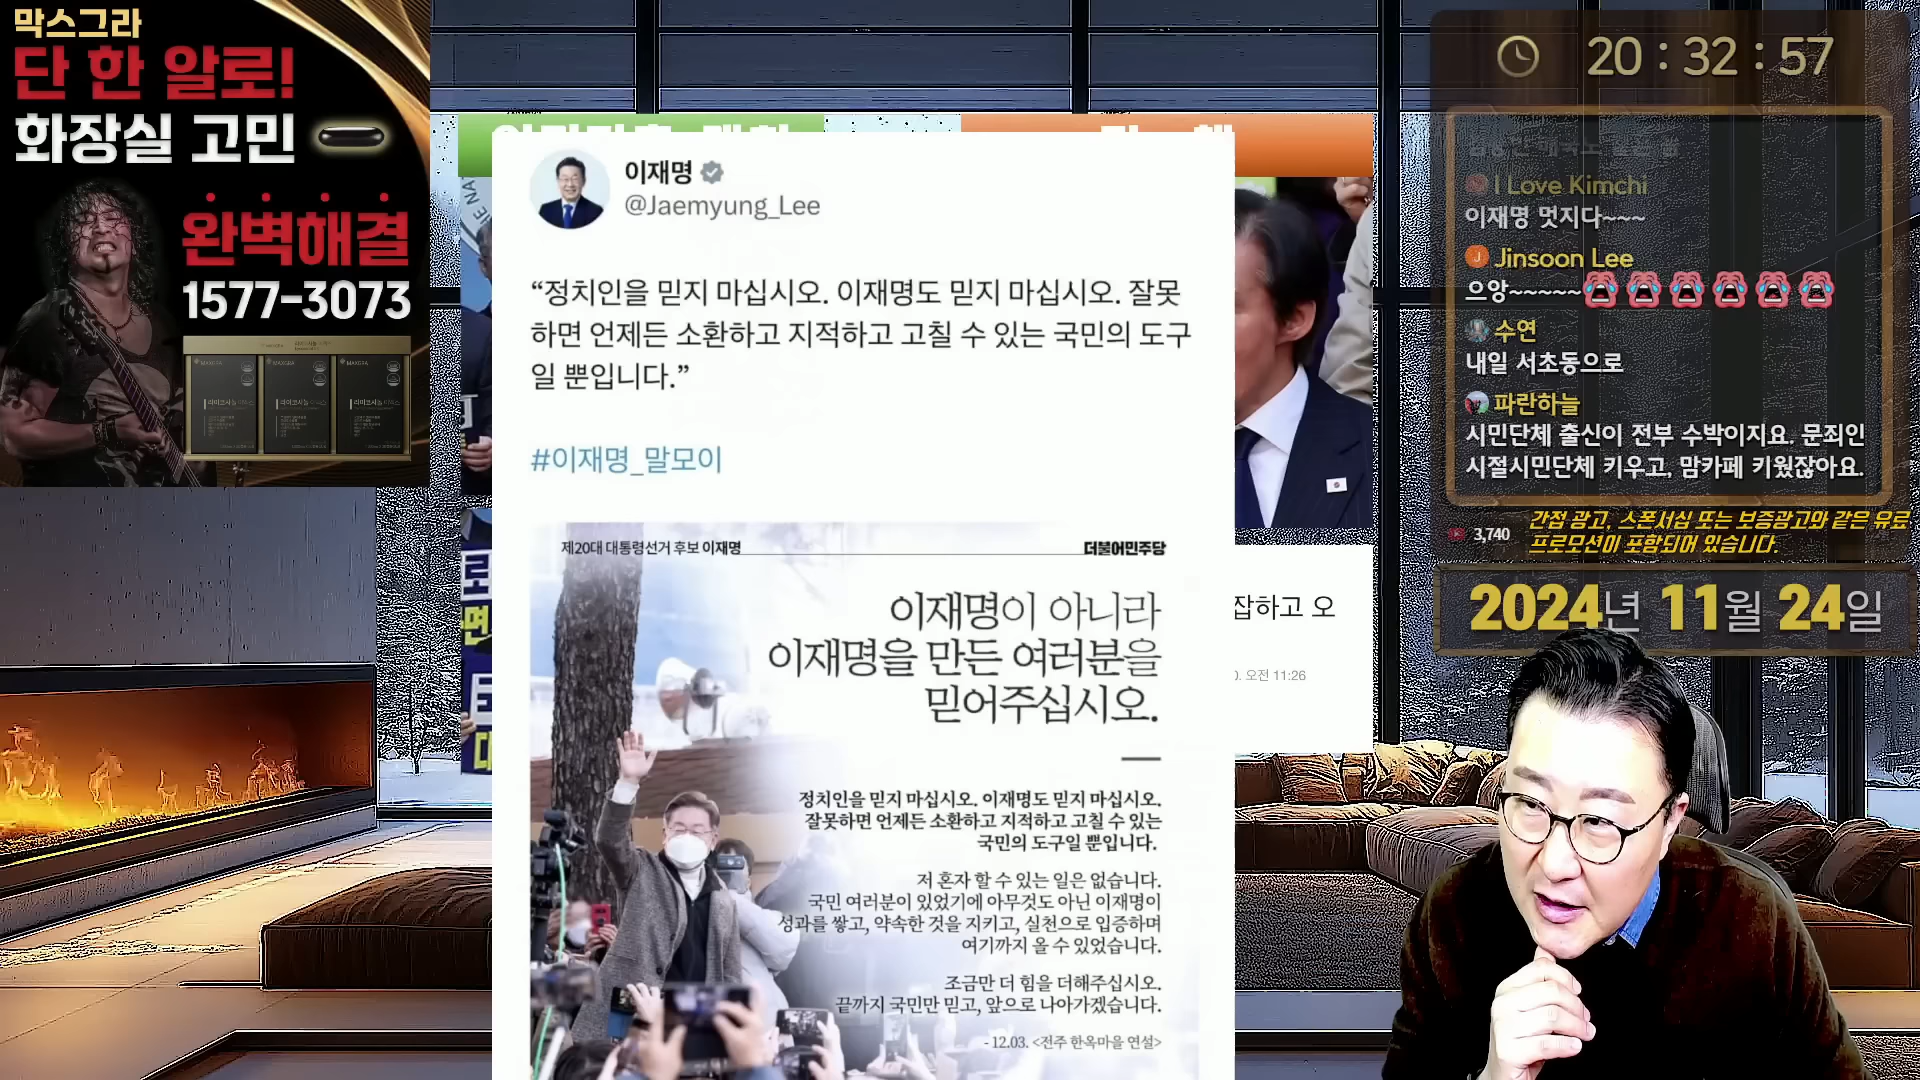 막스그라
단 한 알로!
화장실 고민
완벽해결
1577-3073
MAXGRA
MAXGRA
MAXGRA
이재명
@Jaemyung_Lee
“정치인을 믿지 마십시오. 이재명도 믿지 마십시오. 잘못
하면 언제든 소환하고 지적하고 고칠 수 있는 국민의 도구
일 뿐입니다.”
#이재명_말모이
제20대 대통령선거 후보 이재명
더불어민주당
이재명이 아니라
이재명을 만든 여러분을
믿어주십시오.
정치인을 믿지 마십시오. 이재명도 믿지 마십시오.
잘못하면 언제든 소환하고 지적하고 고칠 수 있는
국민의 도구일 뿐입니다.
저 혼자 할 수 있는 일은 없습니다.
국민 여러분이 있었기에 아무것도 아닌 이재명이
성과를 쌓고, 약속한 것을 지키고, 실천으로 입증하며
여기까지 올 수 있었습니다.
조금만 더 힘을 더해주십시오.
끝까지 국민만 믿고, 앞으로 나아가겠습니다.
- 12.03. <전주 한옥마을 연설>
로
면
대
잡하고 오
0. 오전 11:26
20 : 32 : 57
I Love Kimchi
이재명 멋지다~~~
J Jinsoon Lee
으앙~~~~~
수연
내일 서초동으로
파란하늘
시민단체 출신이 전부 수박이지요. 문죄인
시절시민단체 키우고, 맘카페 키웠잖아요.
3,740
간접 광고, 스폰서십 또는 보증광고와 같은 유료
프로모션이 포함되어 있습니다.
2024년 11월 24일